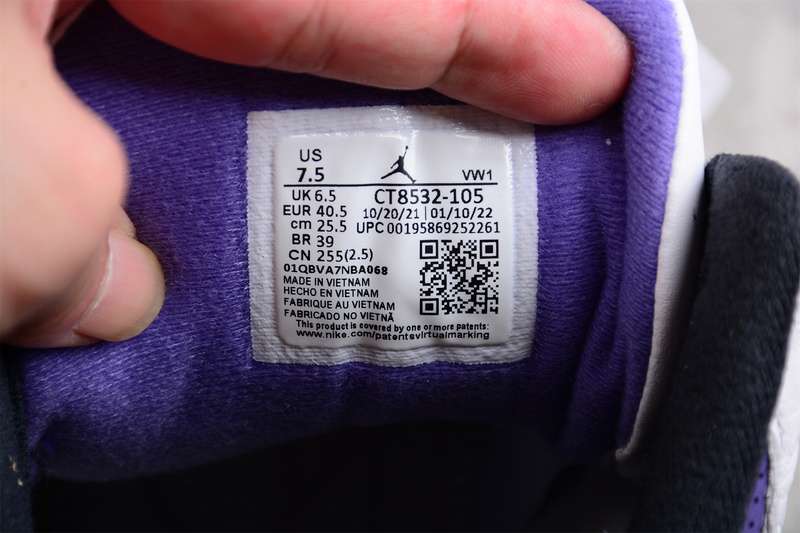 US
7.5 VW1
UK 6.5 CT8532-105
EUR 40.5 10/20/21 | 01/10/22
cm 25.5 UPC 00195869252261
BR 39
CN 255(2.5)
01QBVA7NBA068
MADE IN VIETNAM
HECHO EN VIETNAM
FABRIQUE AU VIETNAM
FABRICADO NO VIETNÃ
This product is covered by one or more patents:
www.nike.com/patentsvirtualmarking